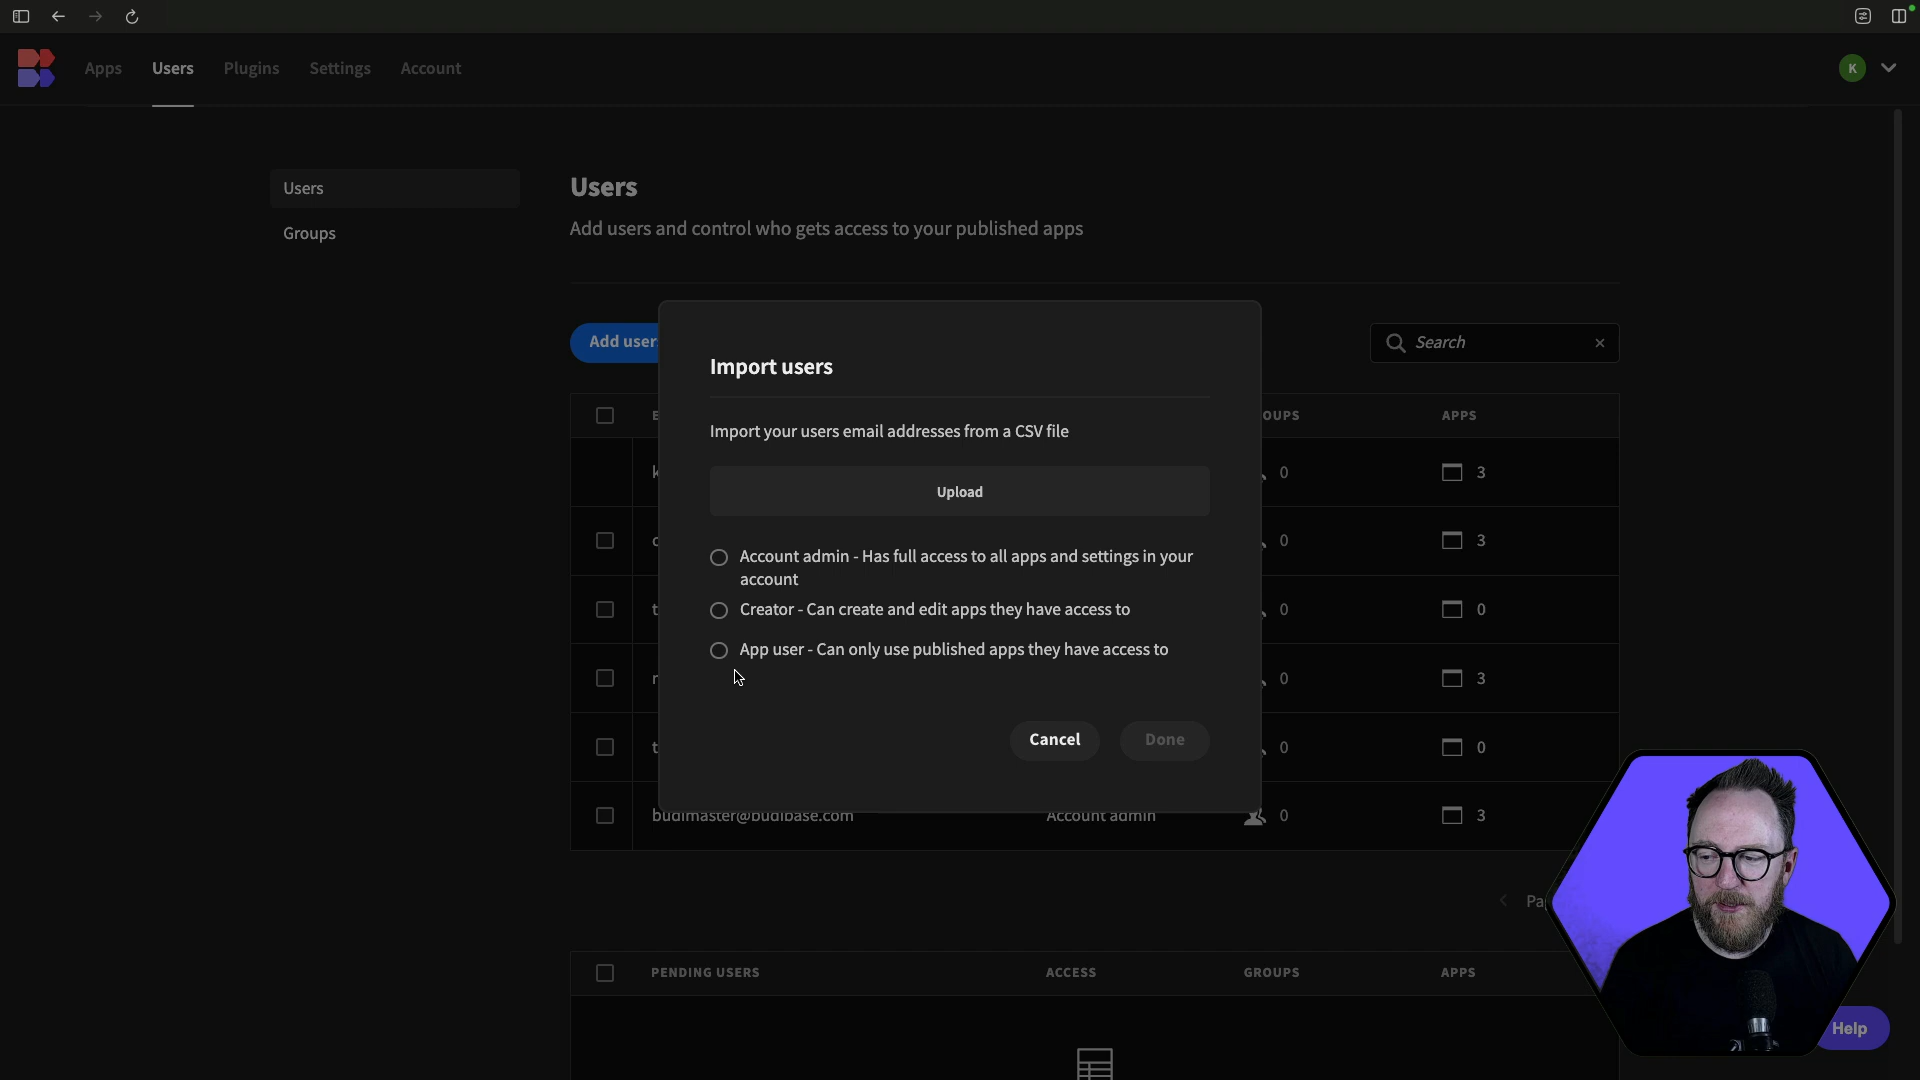 Apps
Users
Plugins
Settings
Account
K
Users
Groups
Users
Add users and control who gets access to your published apps
Search
APPS
3
3
0
3
0
Import users
Import your users email addresses from a CSV file
Upload
Account admin - Has full access to all apps and settings in your
account
Creator - Can create and edit apps they have access to
App user - Can only use published apps they have access to
Cancel
Done
0
0
0
0
0
budimaster@budibase.com
Account admin
0
3
PENDING USERS
ACCESS
GROUPS
APPS
Help